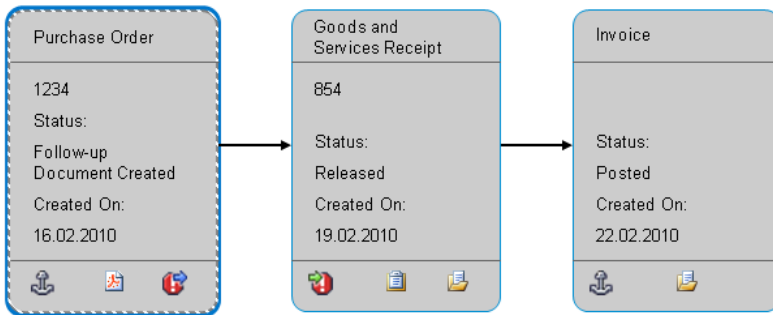 Purchase Order
1234
Status:
Follow-up
Document Created
Created On:
16.02.2010
Goods and
Services Receipt
854
Status:
Released
Created On:
19.02.2010
Invoice
Status:
Posted
Created On:
22.02.2010